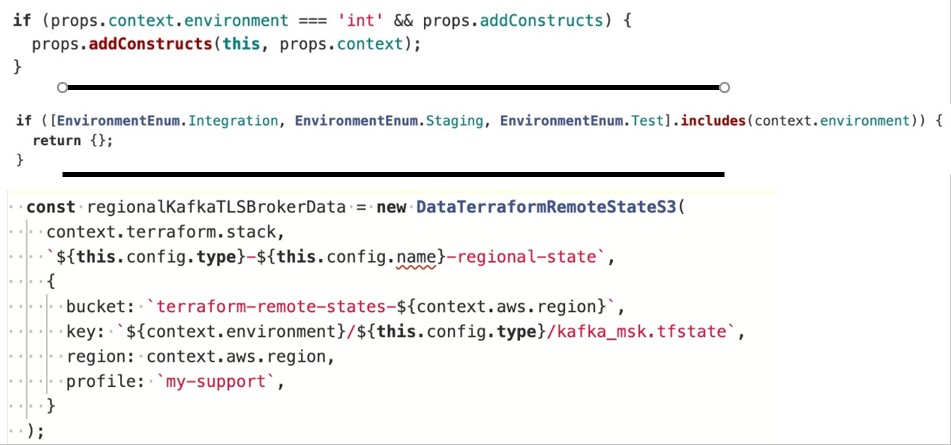 if (props.context.environment === 'int' && props.addConstructs) {
props.addConstructs(this, props.context);
}
if ([EnvironmentEnum.Integration, EnvironmentEnum.Staging, EnvironmentEnum.Test].includes(context.environment)) {
return {};
}
const regionalKafkaTLSBrokerData = new DataTerraformRemoteStateS3(
context.terraform.stack,
`${this.config.type}-${this.config.name}-regional-state`,
{
bucket: `terraform-remote-states-${context.aws.region}`,
key: `${context.environment}/${this.config.type}/kafka_msk.tfstate`,
region: context.aws.region,
profile: `my-support`,
}
);